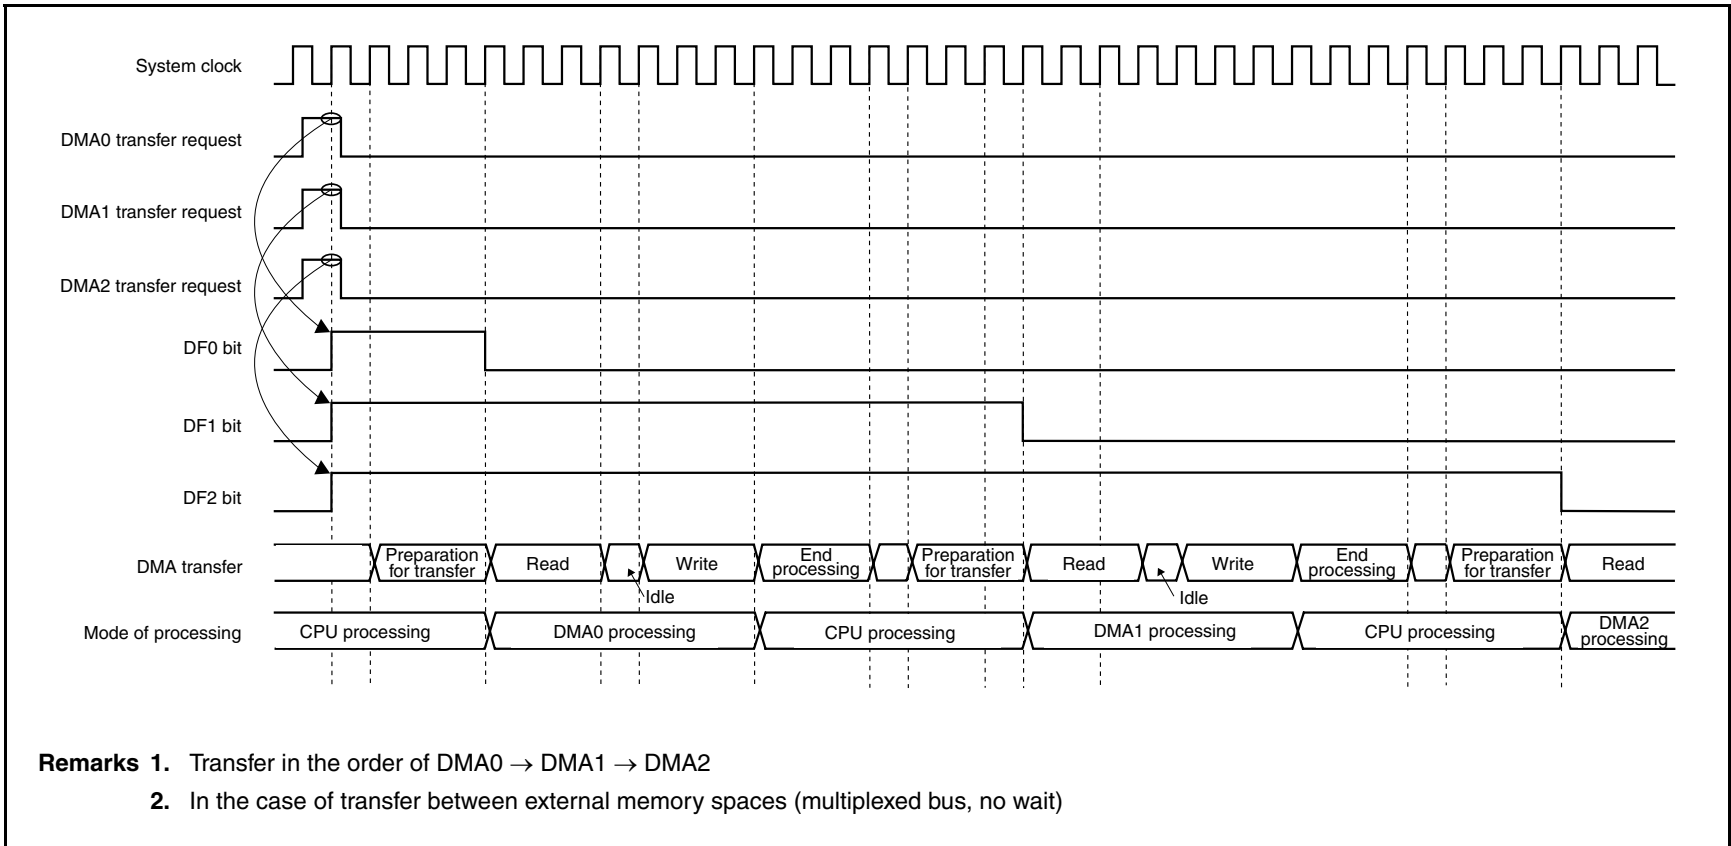 System clock
DMA0 transfer request
DMA1 transfer request
DMA2 transfer request
DF0 bit
DF1 bit
DF2 bit
DMA transfer
Preparation
for transfer
Read
Write
End
processing
Preparation
for transfer
Read
Write
End
processing
Preparation
for transfer
Read
Idle
Idle
Mode of processing
CPU processing
DMA0 processing
CPU processing
DMA1 processing
CPU processing
DMA2
processing
Remarks 1. Transfer in the order of DMA0 → DMA1 → DMA2
2. In the case of transfer between external memory spaces (multiplexed bus, no wait)